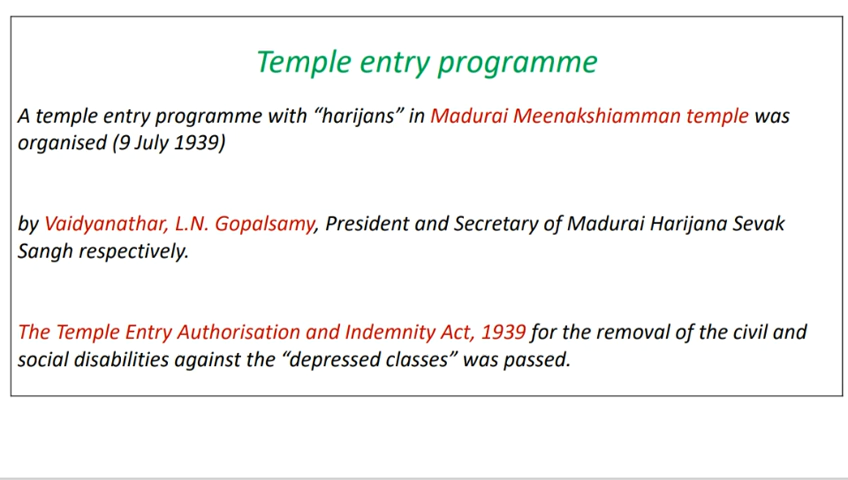 Temple entry programme
A temple entry programme with “harijans” in Madurai Meenakshiamman temple was
organised (9 July 1939)
by Vaidyanathar, L.N. Gopalsamy, President and Secretary of Madurai Harijana Sevak
Sangh respectively.
The Temple Entry Authorisation and Indemnity Act, 1939 for the removal of the civil and
social disabilities against the “depressed classes” was passed.